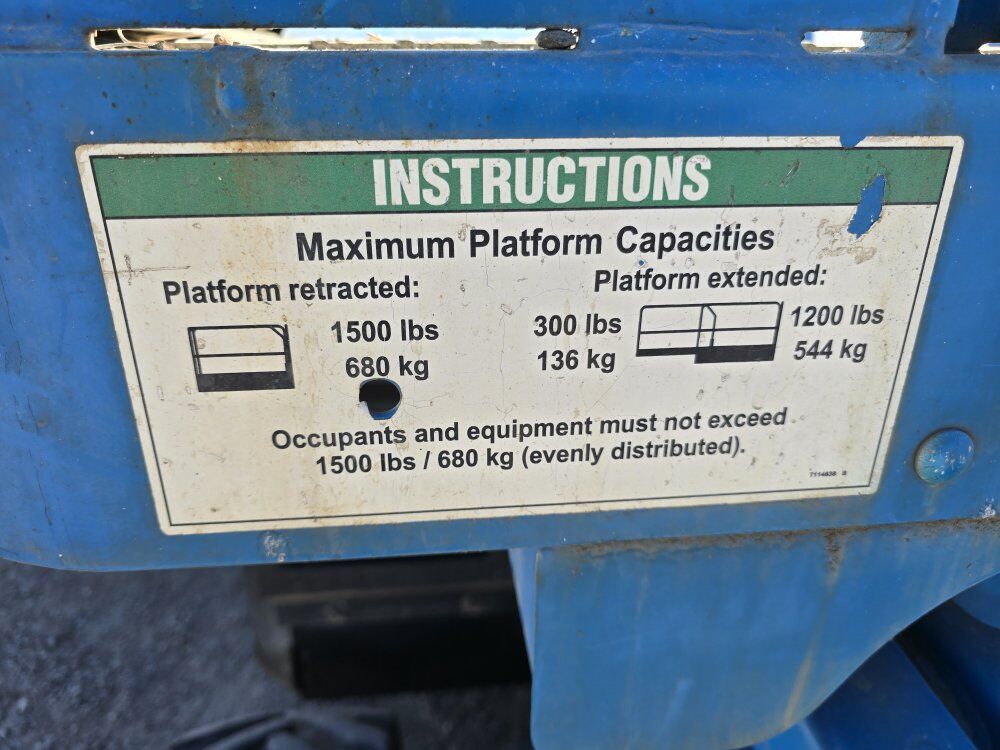 INSTRUCTIONS
Maximum Platform Capacities
Platform retracted:
1500 lbs
680 kg
Platform extended:
300 lbs
136 kg
1200 lbs
544 kg
Occupants and equipment must not exceed
1500 lbs / 680 kg (evenly distributed).
7114638 B